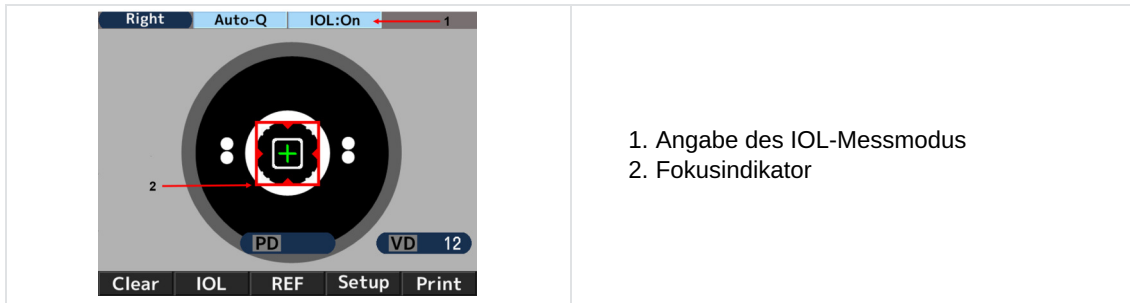 Right Auto-Q IOL:On 1
2
PD VD 12
Clear IOL REF Setup Print
1. Angabe des IOL-Messmodus
2. Fokusindikator